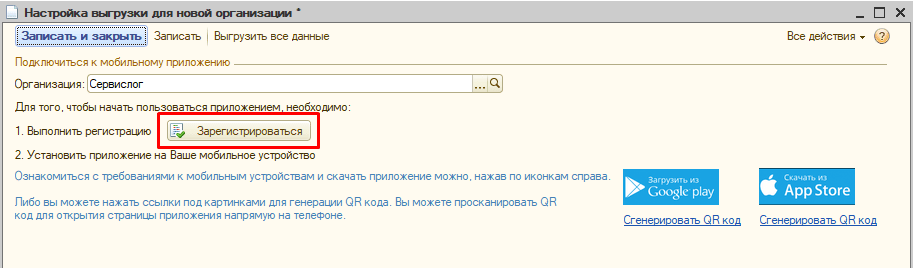 Настройка выгрузки для новой организации *
Записать и закрыть Записать Выгрузить все данные Все действия ?
Подключиться к мобильному приложению
Организация: Сервислог ...
Для того, чтобы начать пользоваться приложением, необходимо:
1. Выполнить регистрацию Зарегистрироваться
2. Установить приложение на Ваше мобильное устройство
Ознакомиться с требованиями к мобильным устройствам и скачать приложение можно, нажав по иконкам справа.
Загрузить из
Google play
Скачать из
App Store
Либо вы можете нажать ссылки под картинками для генерации QR кода. Вы можете просканировать QR
код для открытия страницы приложения напрямую на телефоне.
Сгенерировать QR код Сгенерировать QR код